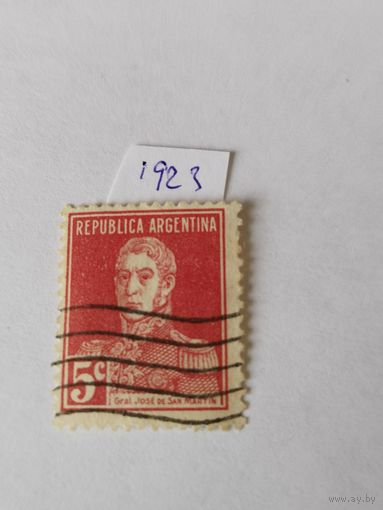 1923
REPUBLICA ARGENTINA
5c
Gral. JOSÉ DE SAN MARTIN
www.ay.by